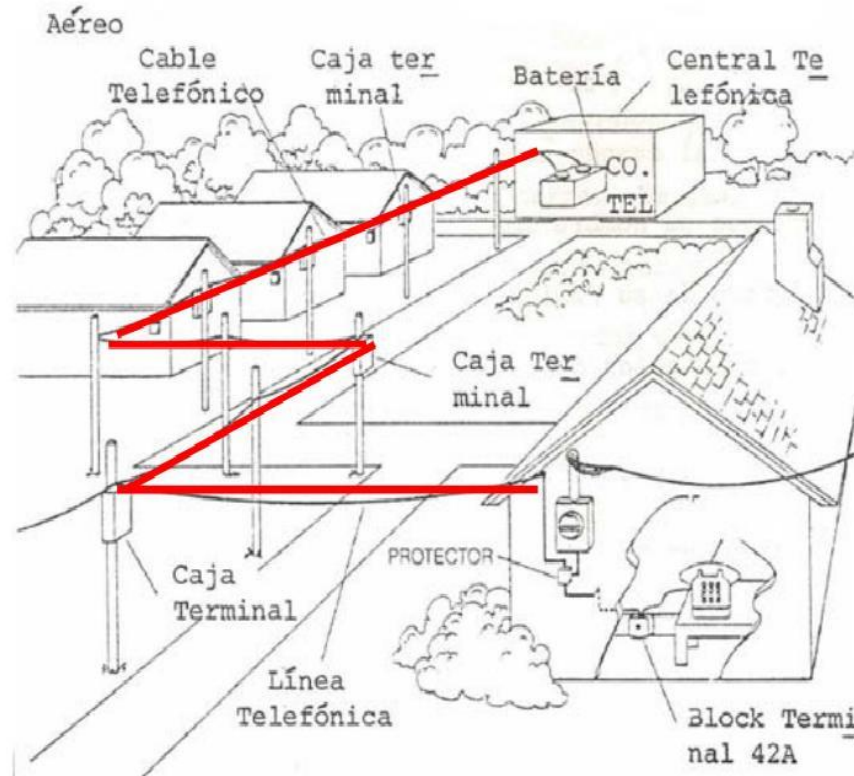 Aéreo
Cable
Telefónico
Caja ter
minal
Batería
Central Te
lefónica
CO.
TEL
Caja Ter
minal
PROTECTOR
Caja
Terminal
Línea
Telefónica
Block Termi
nal 42A